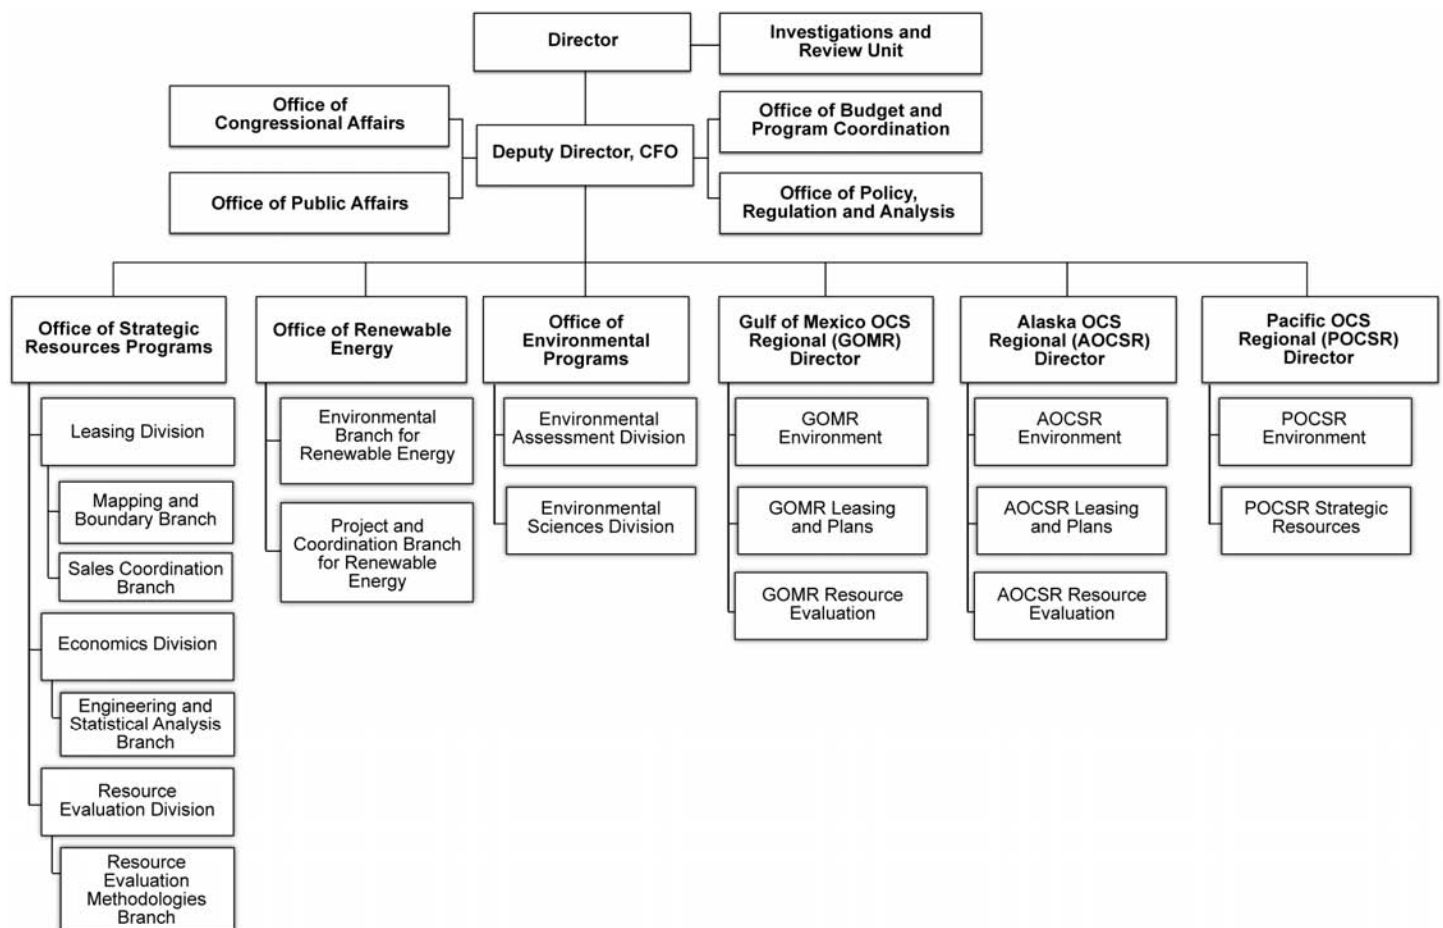 Director
Investigations and
Review Unit
Office of
Congressional Affairs
Office of Budget and
Program Coordination
Deputy Director, CFO
Office of Public Affairs
Office of Policy,
Regulation and Analysis
Office of Strategic
Resources Programs
Leasing Division
Mapping and
Boundary Branch
Sales Coordination
Branch
Economics Division
Engineering and
Statistical Analysis
Branch
Resource
Evaluation Division
Resource
Evaluation
Methodologies
Branch
Office of Renewable
Energy
Environmental
Branch for
Renewable Energy
Project and
Coordination Branch
for Renewable
Energy
Office of
Environmental
Programs
Environmental
Assessment Division
Environmental
Sciences Division
Gulf of Mexico OCS
Regional (GOMR)
Director
GOMR
Environment
GOMR Leasing
and Plans
GOMR Resource
Evaluation
Alaska OCS
Regional (AOCSR)
Director
AOCSR
Environment
AOCSR Leasing
and Plans
AOCSR Resource
Evaluation
Pacific OCS
Regional (POCSR)
Director
POCSR
Environment
POCSR Strategic
Resources